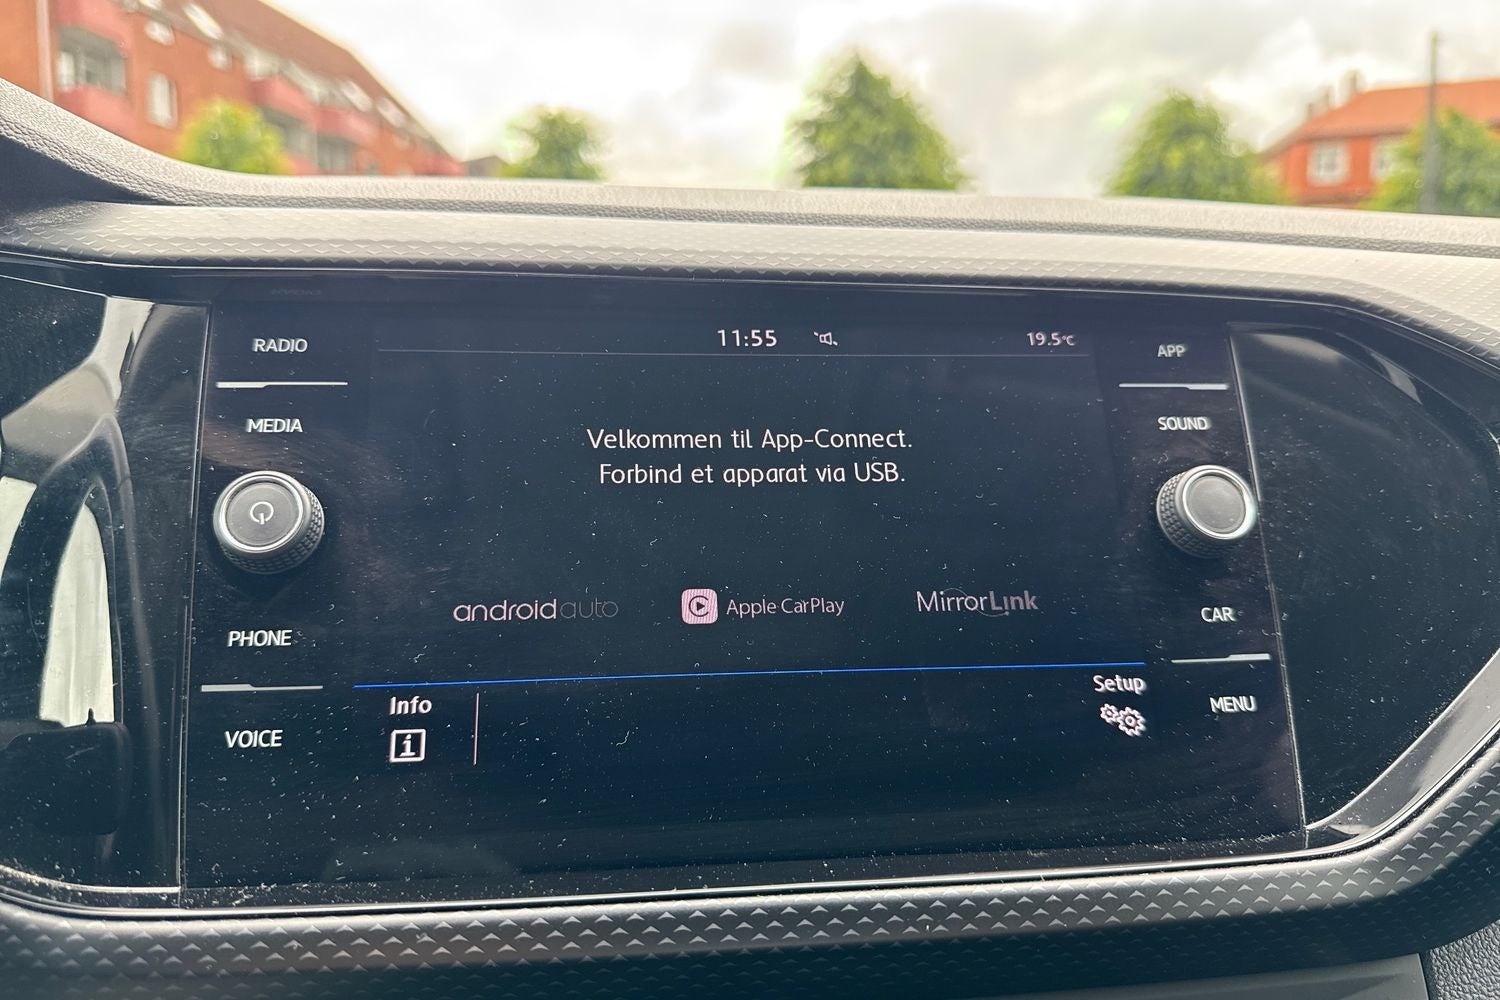 RADIO
MEDIA
PHONE
VOICE
11:55
19.5°C
Velkommen til App-Connect.
Forbind et apparat via USB.
androidauto
Apple CarPlay
MirrorLink
Info
i
Setup
APP
SOUND
CAR
MENU